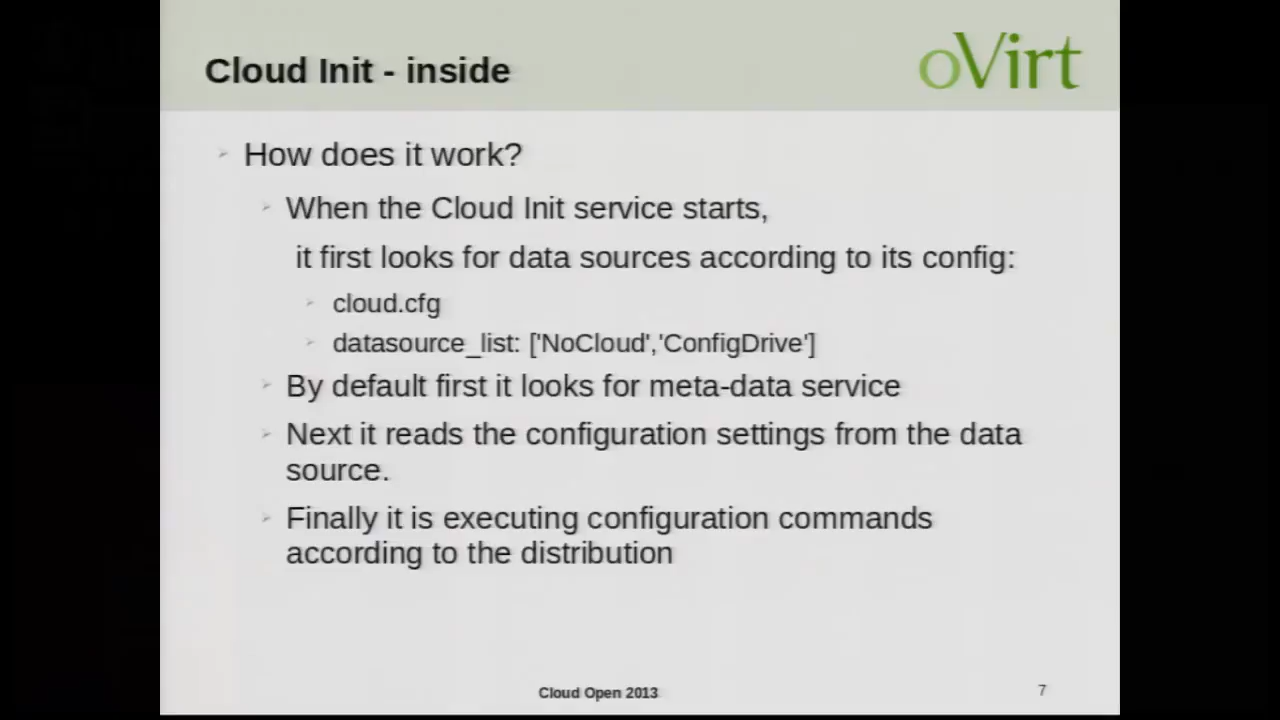 Cloud Init - inside
oVirt
How does it work?
When the Cloud Init service starts,
it first looks for data sources according to its config:
cloud.cfg
datasource_list: ['NoCloud','ConfigDrive']
By default first it looks for meta-data service
Next it reads the configuration settings from the data
source.
Finally it is executing configuration commands
according to the distribution
Cloud Open 2013
7